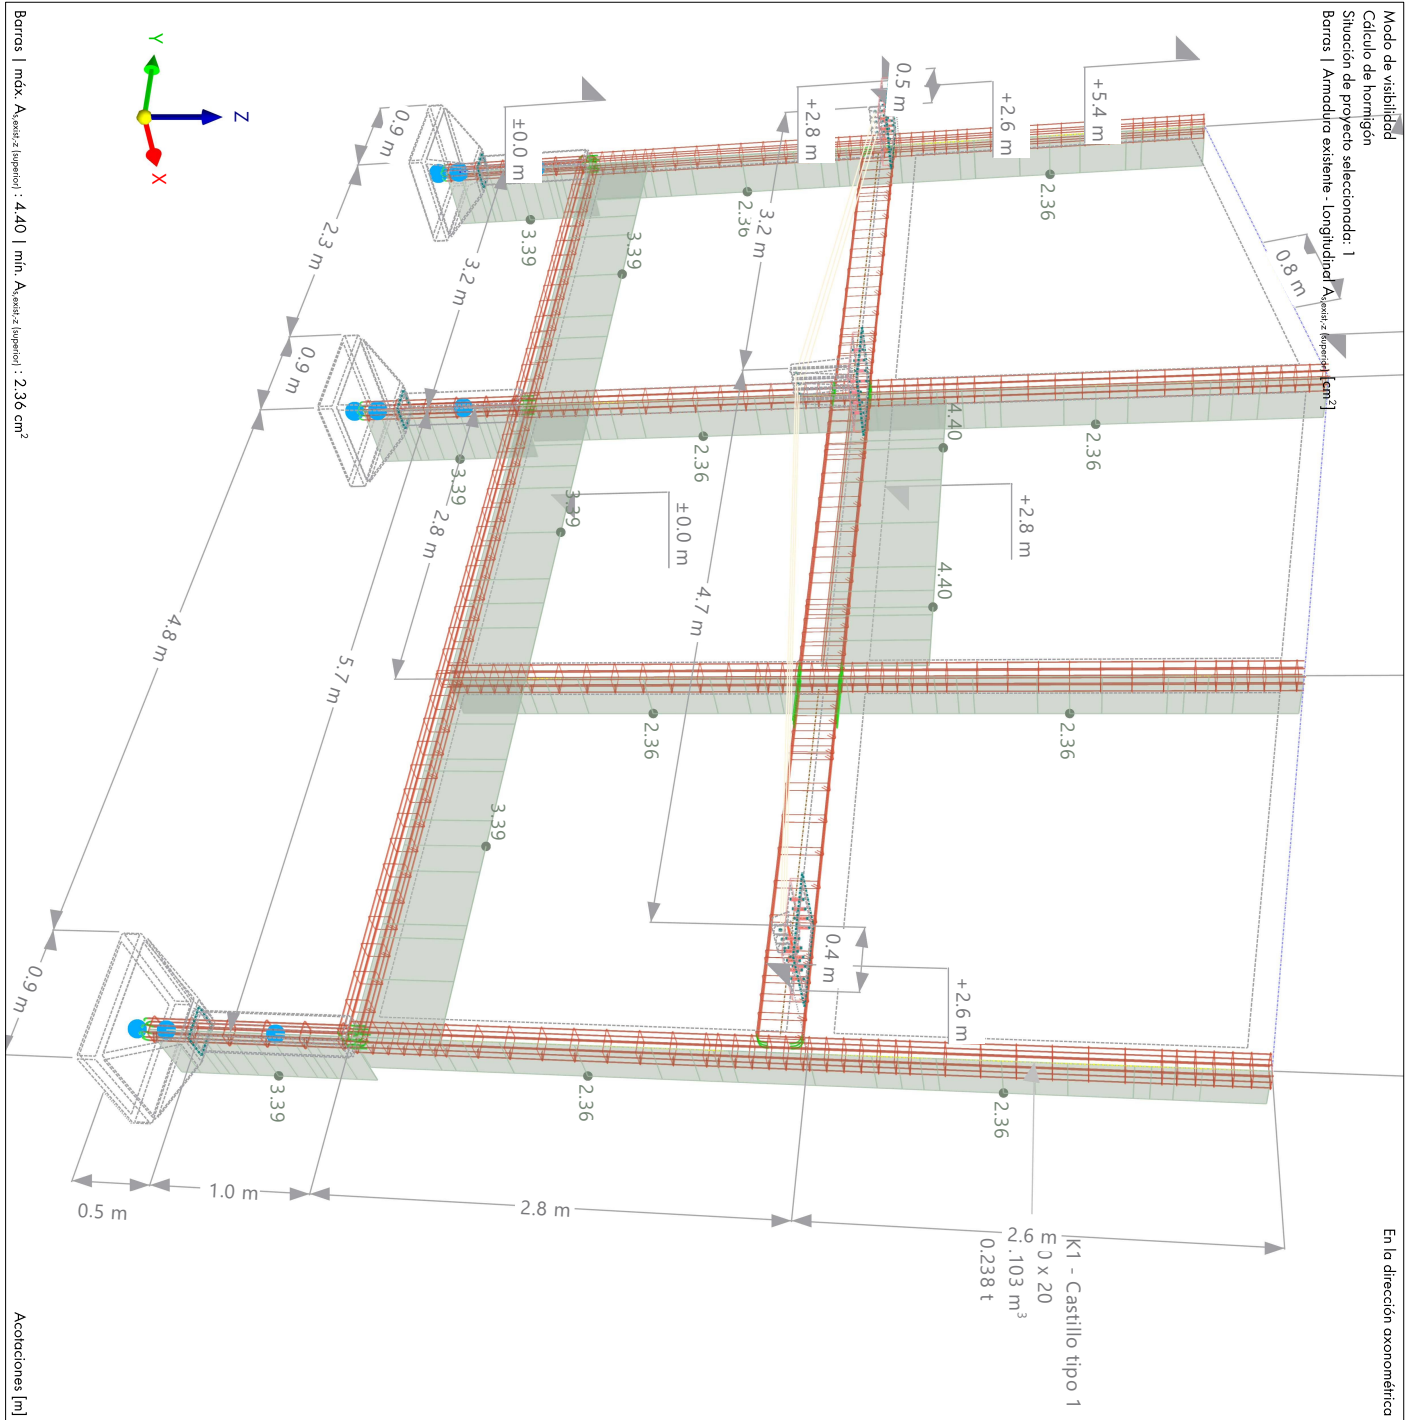 Modo de visibilidad
Cálculo de hormigón
Situación de proyecto seleccionada: 1
Barras | Armadura existente - Longitudinal As,exist,-z (superior) [cm²]
En la dirección axonométrica
+5.4 m
+2.6 m
0.5 m
+2.8 m
±0.0 m
0.9 m
2.3 m
3.2 m
3.2 m
0.8 m
2.36
2.36
3.39
3.39
0.9 m
2.36
2.36
3.39
3.39
4.40
4.40
+2.8 m
±0.0 m
2.8 m
4.7 m
4.8 m
5.7 m
2.36
2.36
3.39
0.4 m
+2.6 m
0.9 m
3.39
2.36
2.36
0.5 m
1.0 m
2.8 m
2.6
K1 - Castillo tipo 1
0 x 20
.103 m³
0.238 t
X
Y
Z
Barras | máx. As,exist,-z (superior) : 4.40 | mín. As,exist,-z (superior) : 2.36 cm²
Acotaciones [m]